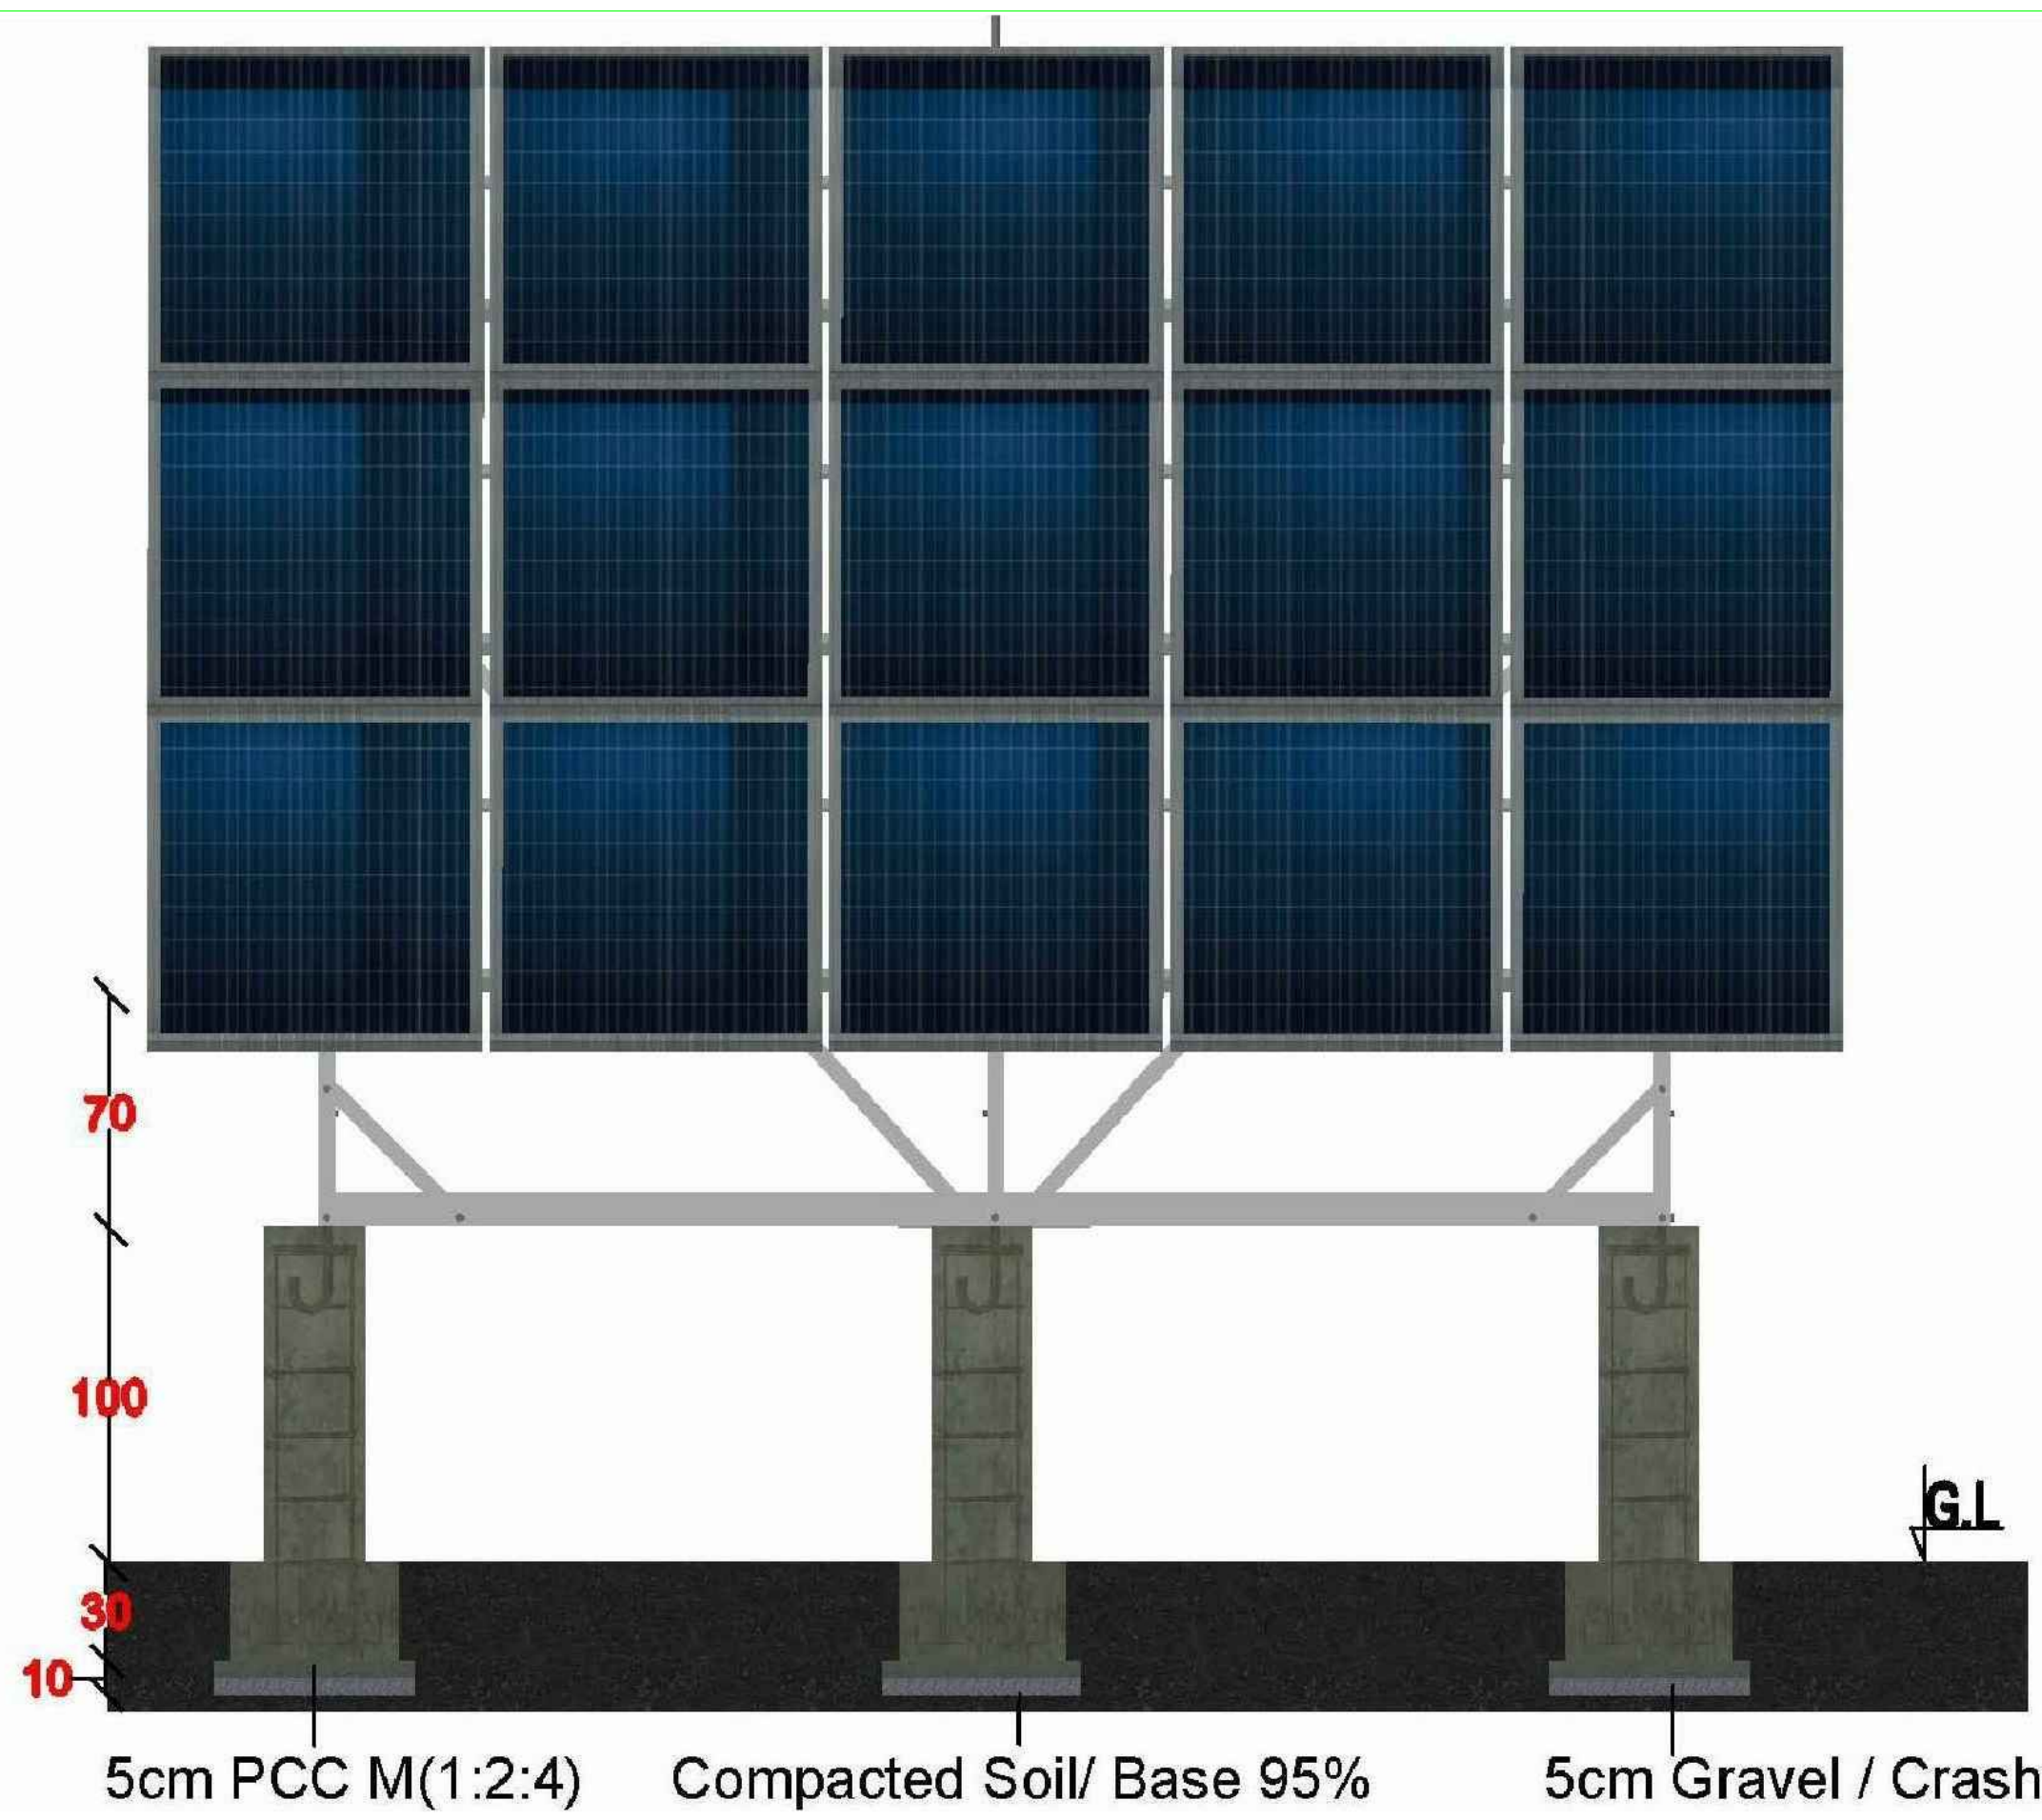 70
100
G.L
30
10
5cm PCC M(1:2:4)
Compacted Soil/ Base 95%
5cm Gravel / Crash